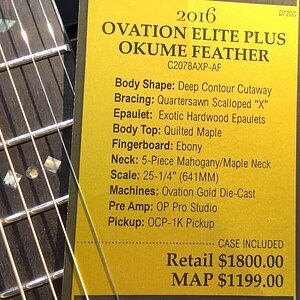 2016
D720C
OVATION ELITE PLUS
OKUME FEATHER
C2078AXP-AF
Body Shape: Deep Contour Cutaway
Bracing: Quartersawn Scalloped "X"
Epaulet: Exotic Hardwood Epaulets
Body Top: Quilted Maple
Fingerboard: Ebony
Neck: 5-Piece Mahogany/Maple Neck
Scale: 25-1/4" (641MM)
Machines: Ovation Gold Die-Cast
Pre Amp: OP Pro Studio
Pickup: OCP-1K Pickup
CASE INCLUDED
Retail $1800.00
MAP $1199.00